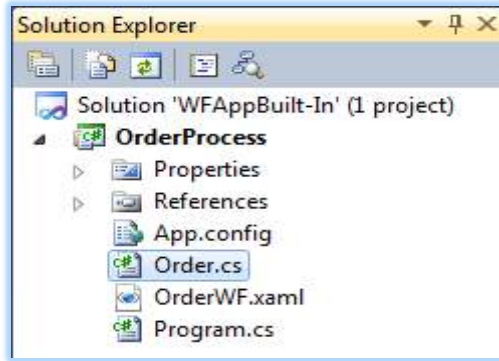 Solution Explorer
Solution 'WFAppBuilt-In' (1 project)
OrderProcess
Properties
References
App.config
Order.cs
OrderWF.xaml
Program.cs